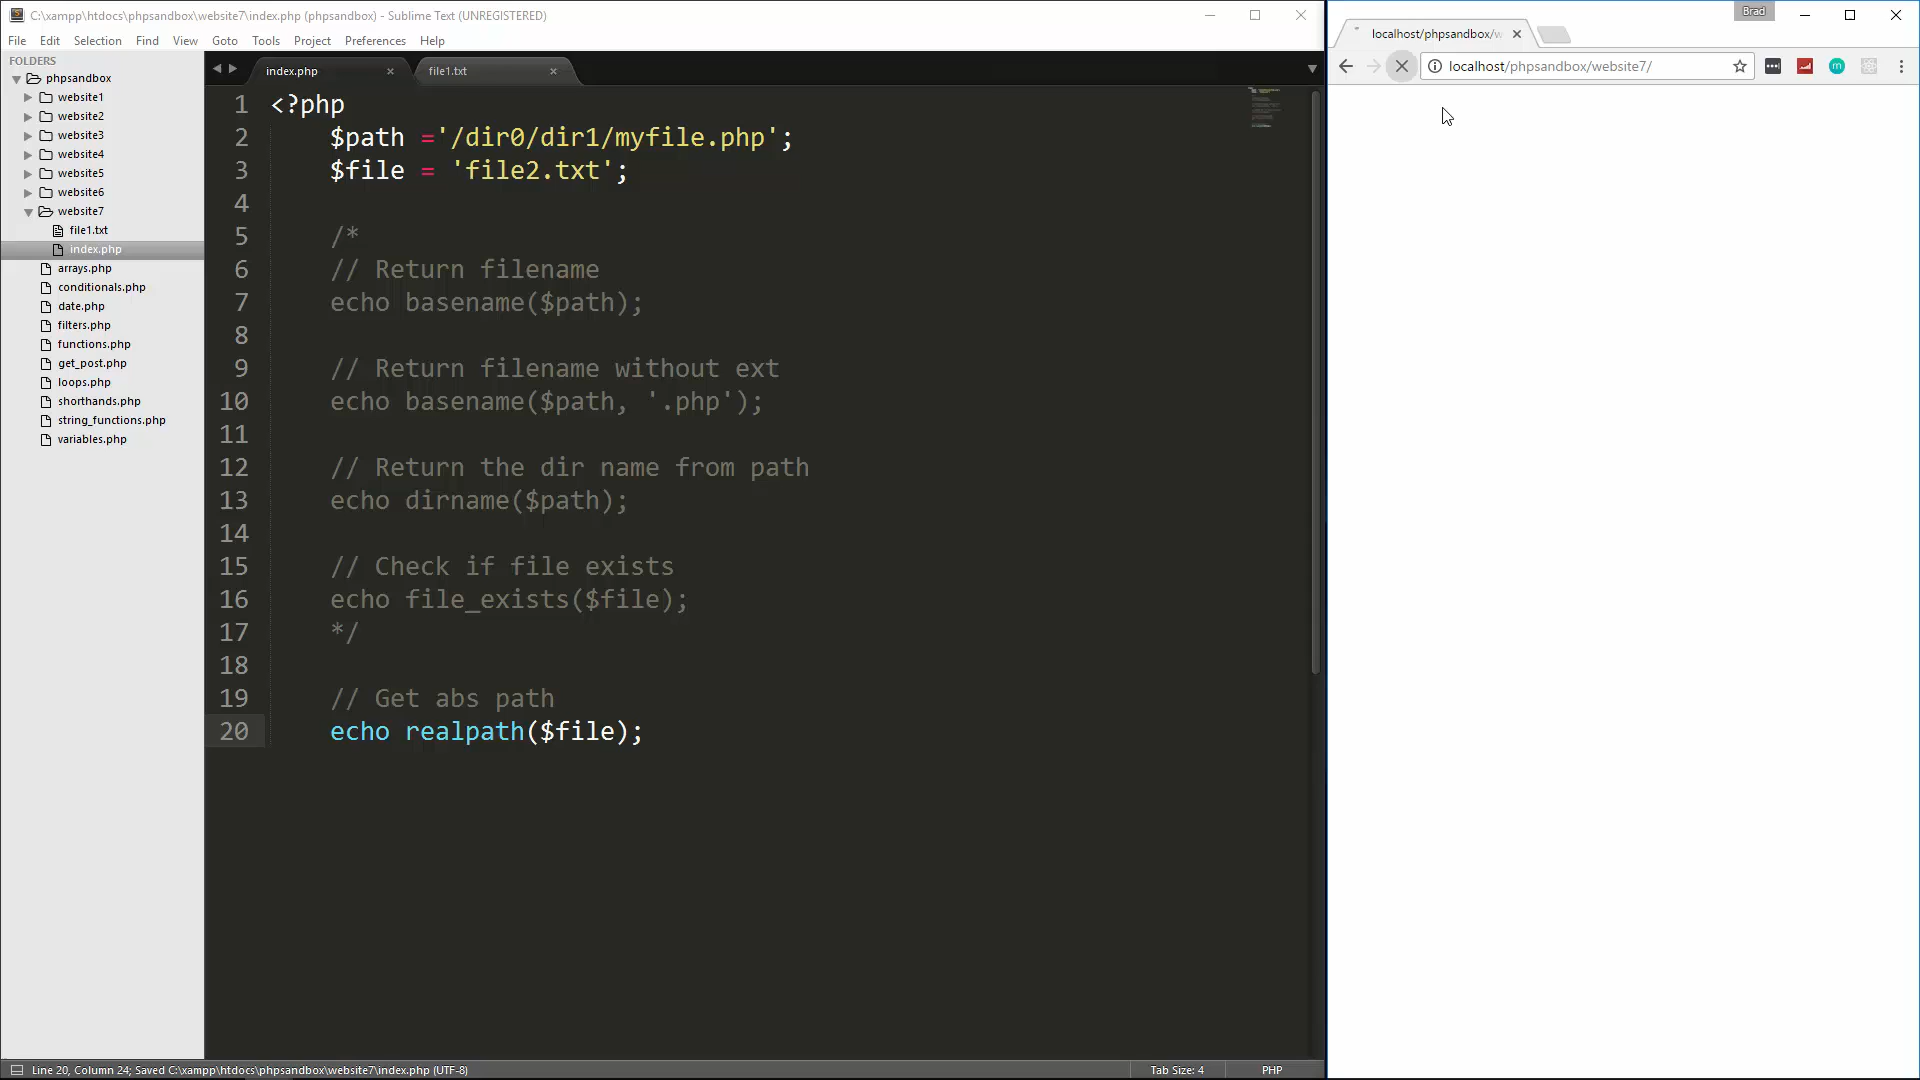 C:\xampp\htdocs\phpsandbox\website7\index.php (phpsandbox) - Sublime Text (UNREGISTERED)
File Edit Selection Find View Goto Tools Project Preferences Help
FOLDERS
phpsandbox
website1
website2
website3
website4
website5
website6
website7
file1.txt
index.php
arrays.php
conditionals.php
date.php
filters.php
functions.php
get_post.php
loops.php
shorthands.php
string_functions.php
variables.php
index.php file1.txt
1 <?php
2 $path ='/dir0/dir1/myfile.php';
3 $file = 'file2.txt';
4
5 /*
6 // Return filename
7 echo basename($path);
8
9 // Return filename without ext
10 echo basename($path, '.php');
11
12 // Return the dir name from path
13 echo dirname($path);
14
15 // Check if file exists
16 echo file_exists($file);
17 */
18
19 // Get abs path
20 echo realpath($file);
Line 20, Column 24; Saved C:\xampp\htdocs\phpsandbox\website7\index.php (UTF-8)
Tab Size: 4
PHP
Brad
localhost/phpsandbox/w
localhost/phpsandbox/website7/